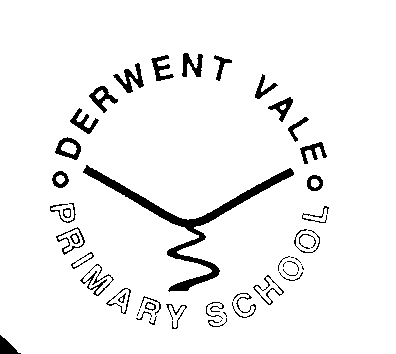 DERWENT VALE
PRIMARY SCHOOL